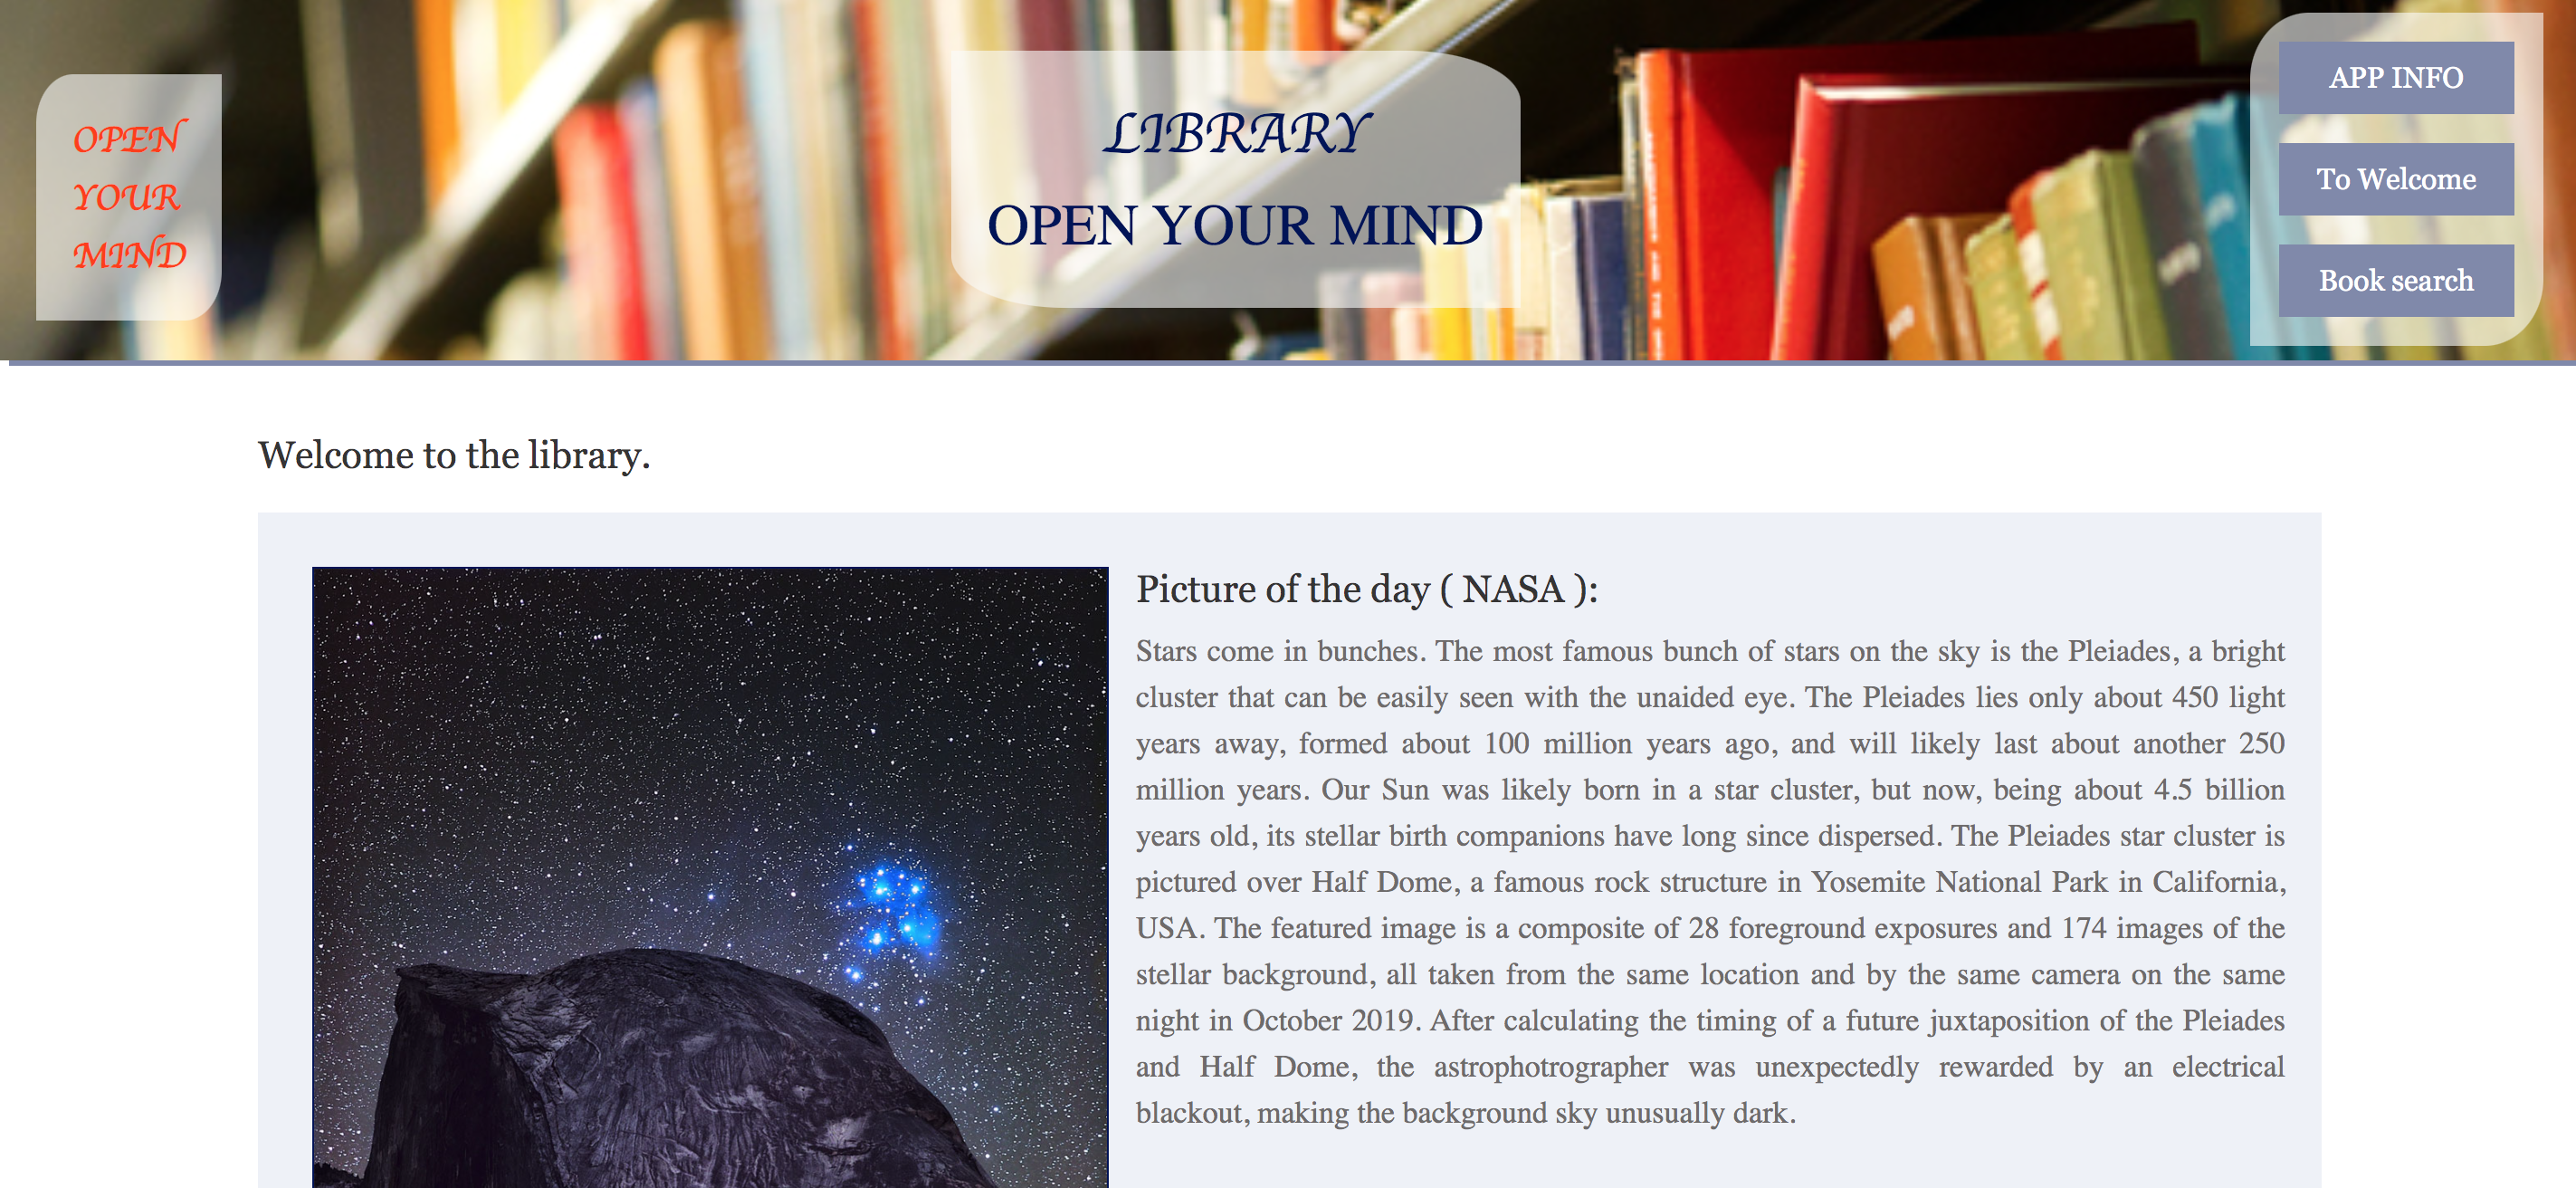 OPEN
YOUR
MIND
LIBRARY
OPEN YOUR MIND
APP INFO
To Welcome
Book search
Welcome to the library.
Picture of the day ( NASA ):
Stars come in bunches. The most famous bunch of stars on the sky is the Pleiades, a bright
cluster that can be easily seen with the unaided eye. The Pleiades lies only about 450 light
years away, formed about 100 million years ago, and will likely last about another 250
million years. Our Sun was likely born in a star cluster, but now, being about 4.5 billion
years old, its stellar birth companions have long since dispersed. The Pleiades star cluster is
pictured over Half Dome, a famous rock structure in Yosemite National Park in California,
USA. The featured image is a composite of 28 foreground exposures and 174 images of the
stellar background, all taken from the same location and by the same camera on the same
night in October 2019. After calculating the timing of a future juxtaposition of the Pleiades
and Half Dome, the astrophotrographer was unexpectedly rewarded by an electrical
blackout, making the background sky unusually dark.